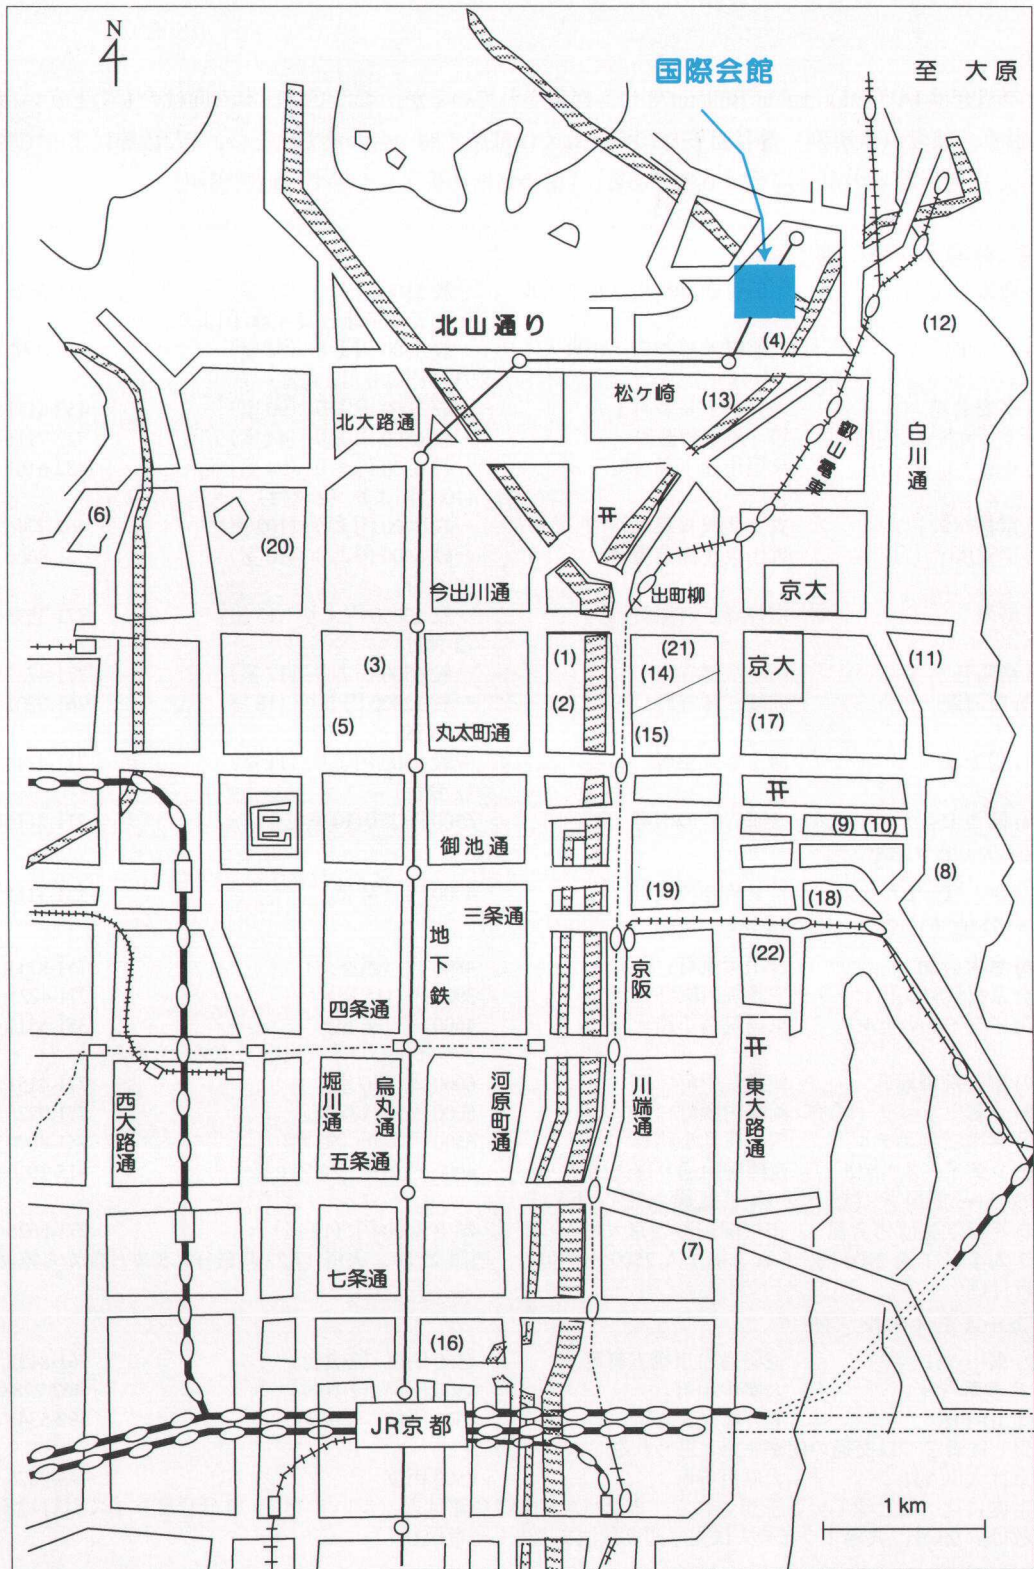 N
国際会館
至 大原
(12)
北山通り
(4)
松ヶ崎
(13)
北大路通
叡山電車
白川通
(6)
(20)
今出川通
出町柳
京大
(1)
(21)
(3)
(14)
京大
(11)
(2)
(5)
丸太町通
(15)
(17)
(9) (10)
御池通
(8)
(19)
(18)
三条通
地下鉄
京阪
(22)
四条通
西大路通
堀川通
烏丸通
河原町通
川端通
東大路通
五条通
(7)
七条通
(16)
JR京都
1 km